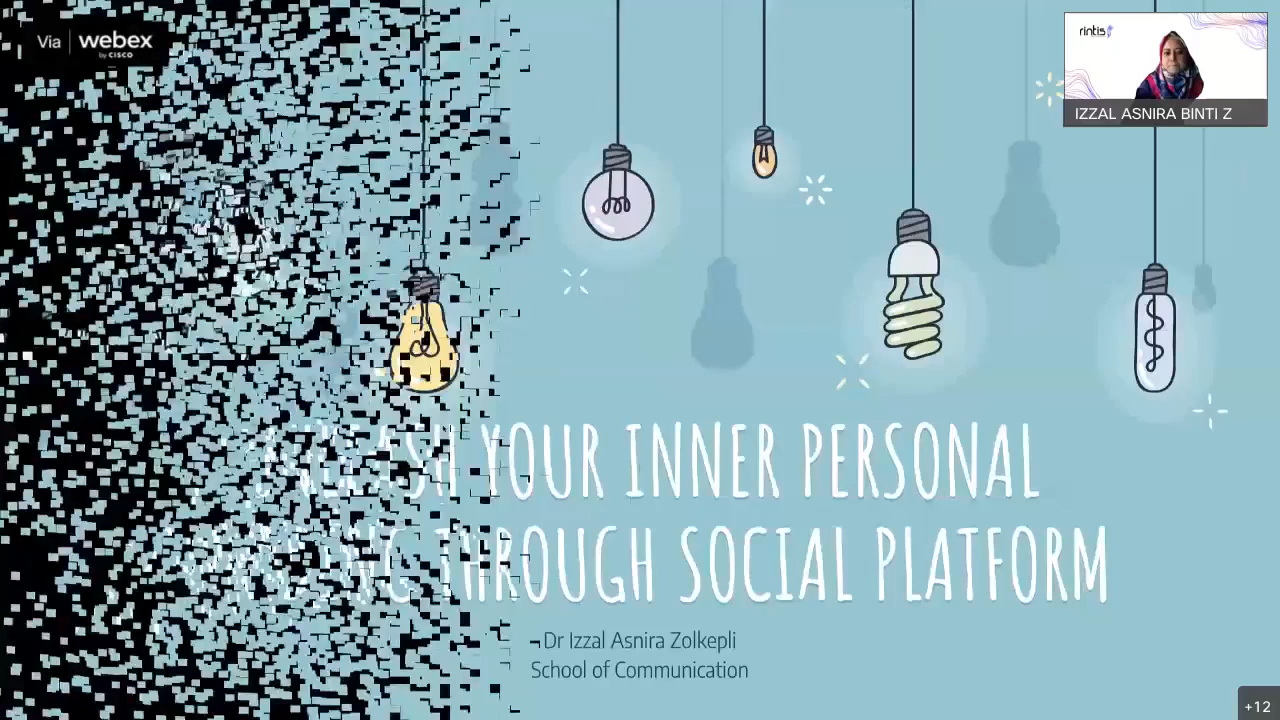 Via webex
by CISCO
rintis
IZZAL ASNIRA BINTI Z
YOUR INNER PERSONAL
THROUGH SOCIAL PLATFORM
Dr Izzal Asnira Zolkepli
School of Communication
+12